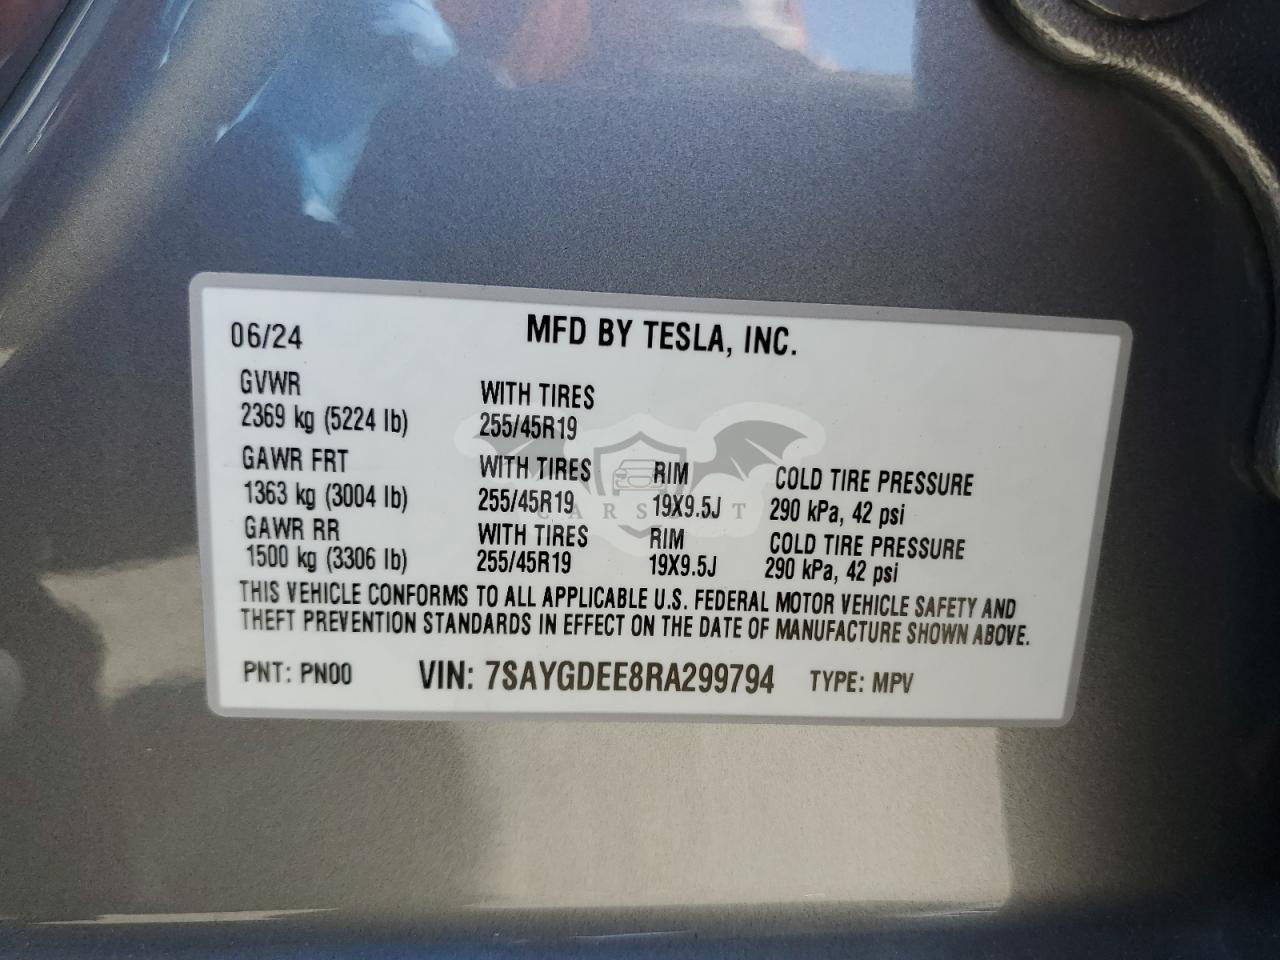 06/24 MFD BY TESLA, INC.
GVWR WITH TIRES
2369 kg (5224 lb) 255/45R19
GAWR FRT WITH TIRES RIM COLD TIRE PRESSURE
1363 kg (3004 lb) 255/45R19 19X9.5J 290 kPa, 42 psi
GAWR RR WITH TIRES RIM COLD TIRE PRESSURE
1500 kg (3306 lb) 255/45R19 19X9.5J 290 kPa, 42 psi
THIS VEHICLE CONFORMS TO ALL APPLICABLE U.S. FEDERAL MOTOR VEHICLE SAFETY AND
THEFT PREVENTION STANDARDS IN EFFECT ON THE DATE OF MANUFACTURE SHOWN ABOVE.
PNT: PN00 VIN: 7SAYGDEE8RA299794 TYPE: MPV